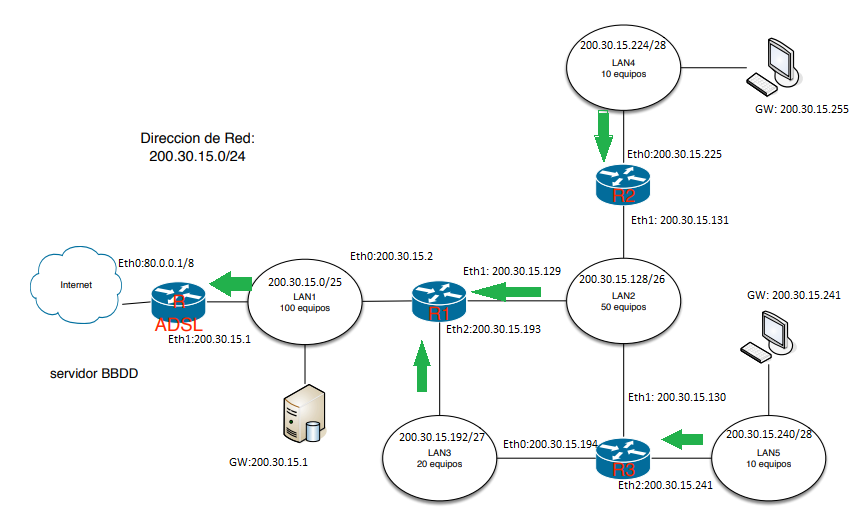 200.30.15.224/28
LAN4
10 equipos
GW: 200.30.15.255
Direccion de Red:
200.30.15.0/24
Eth0:200.30.15.225
R2
Eth1: 200.30.15.131
Eth0:200.30.15.2
Eth0:80.0.0.1/8
Internet
R
ADSL
Eth1:200.30.15.1
200.30.15.0/25
LAN1
100 equipos
Eth1: 200.30.15.129
R1
Eth2:200.30.15.193
200.30.15.128/26
LAN2
50 equipos
GW: 200.30.15.241
servidor BBDD
Eth1: 200.30.15.130
GW:200.30.15.1
200.30.15.192/27
LAN3
20 equipos
Eth0:200.30.15.194
R3
Eth2:200.30.15.241
200.30.15.240/28
LAN5
10 equipos